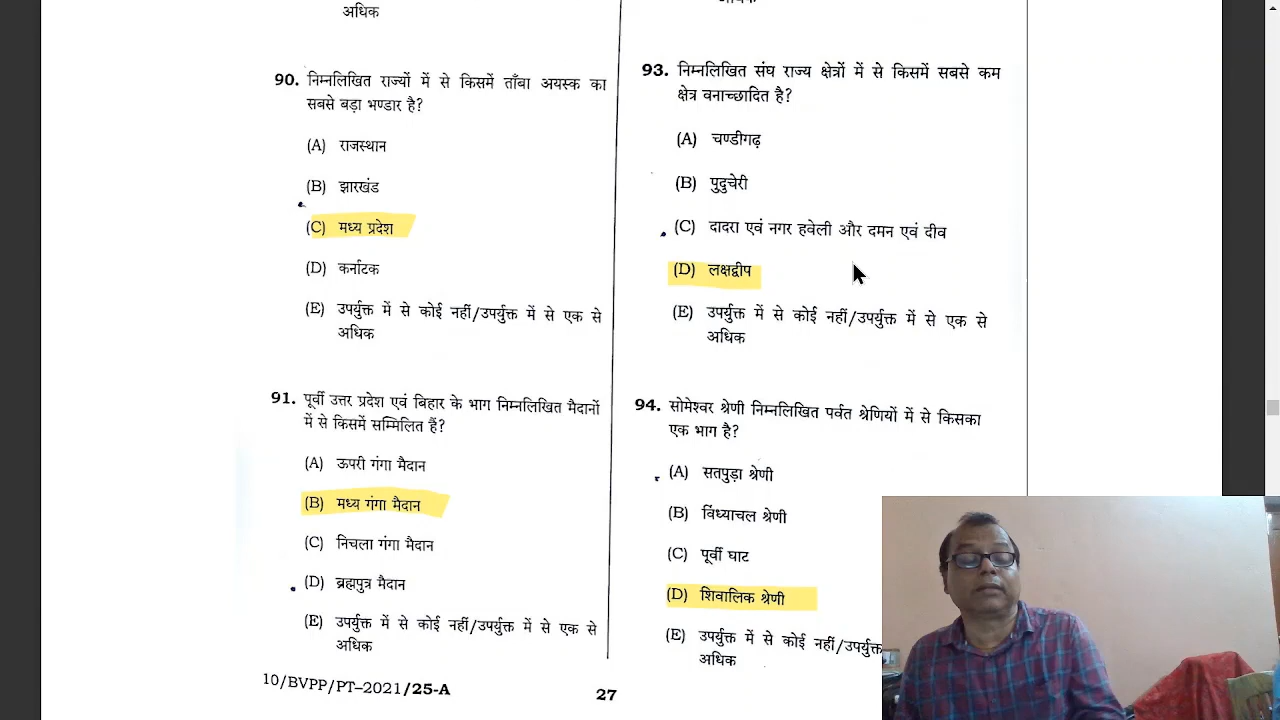 अधिक
90. निम्नलिखित राज्यों में से किसमें ताँबा अयस्क का
सबसे बड़ा भण्डार है?
(A) राजस्थान
(B) झारखंड
(C) मध्य प्रदेश
(D) कर्नाटक
(E) उपर्युक्त में से कोई नहीं/उपर्युक्त में से एक से
अधिक
91. पूर्वी उत्तर प्रदेश एवं बिहार के भाग निम्नलिखित मैदानों
में से किसमें सम्मिलित हैं?
(A) ऊपरी गंगा मैदान
(B) मध्य गंगा मैदान
(C) निचला गंगा मैदान
(D) ब्रह्मपुत्र मैदान
(E) उपर्युक्त में से कोई नहीं/उपर्युक्त में से एक से
अधिक
93. निम्नलिखित संघ राज्य क्षेत्रों में से किसमें सबसे कम
क्षेत्र वनाच्छादित है?
(A) चण्डीगढ़
(B) पुदुचेरी
(C) दादरा एवं नगर हवेली और दमन एवं दीव
(D) लक्षद्वीप
(E) उपर्युक्त में से कोई नहीं/उपर्युक्त में से एक से
अधिक
94. सोमेश्वर श्रेणी निम्नलिखित पर्वत श्रेणियों में से किसका
एक भाग है?
(A) सतपुड़ा श्रेणी
(B) विंध्याचल श्रेणी
(C) पूर्वी घाट
(D) शिवालिक श्रेणी
(E) उपर्युक्त में से कोई नहीं/उपर्युक्त
अधिक
10/BVPP/PT–2021/25-A
27